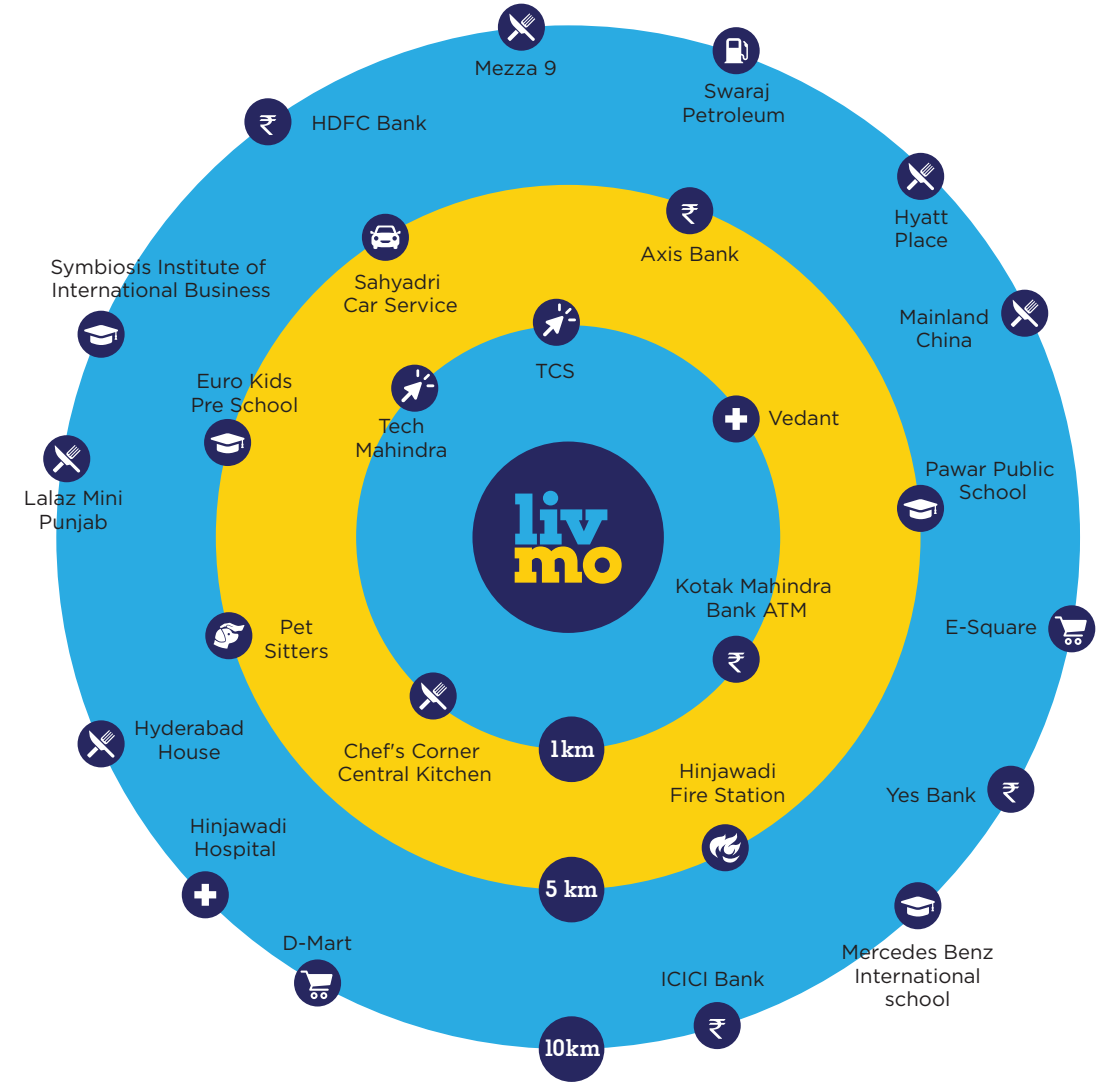 Mezza 9
Swaraj
Petroleum
₹
HDFC Bank
Hyatt
Place
₹
Axis Bank
Sahyadri
Car Service
Symbiosis Institute of
International Business
Mainland
China
TCS
Euro Kids
Pre School
Tech
Mahindra
Vedant
Pawar Public
School
Lalaz Mini
Punjab
liv
mo
Kotak Mahindra
Bank ATM
₹
Pet
Sitters
E-Square
Hyderabad
House
Chef's Corner
Central Kitchen
1km
Hinjawadi
Fire Station
Yes Bank
₹
Hinjawadi
Hospital
5 km
D-Mart
Mercedes Benz
International
school
ICICI Bank
₹
10km